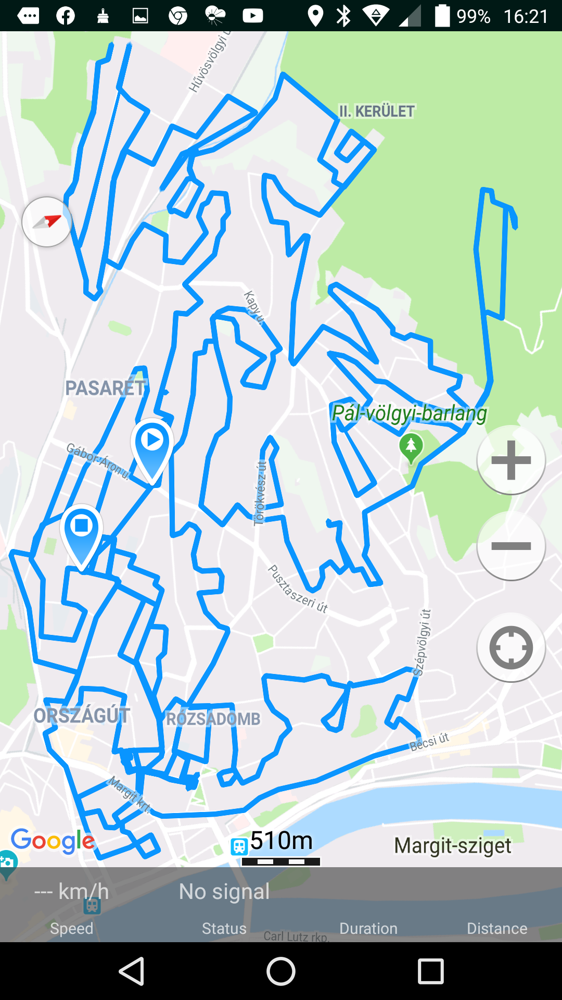 99% 16:21
Hűvösvölgyi u
II. KERÜLET
Kapy u.
PASARÉT
Pál-völgyi-barlang
Gábor Áron u.
Törökvész út
Pusztaszeri út
Szépvölgyi út
ORSZÁGÚT
RÓZSADOMB
Bécsi út
Margit krt.
Google
510m
Margit-sziget
--- km/h
No signal
Speed
Status
Duration
Distance
Carl Lutz rkp.